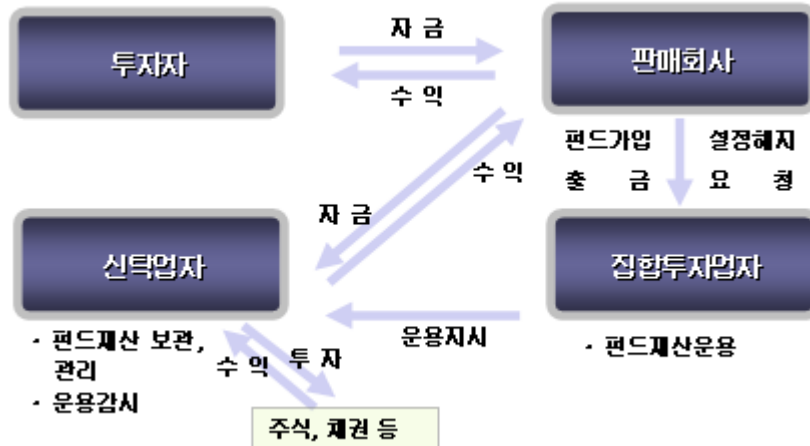 투자자
자 금
수 익
판매회사
펀드가입 설정해지
출 금 요 청
수 익
자 금
신탁업자
집합투자업자
운용지시
· 펀드재산 보관,
관리
· 운용감시
· 펀드재산운용
수 익 투 자
주식, 채권 등